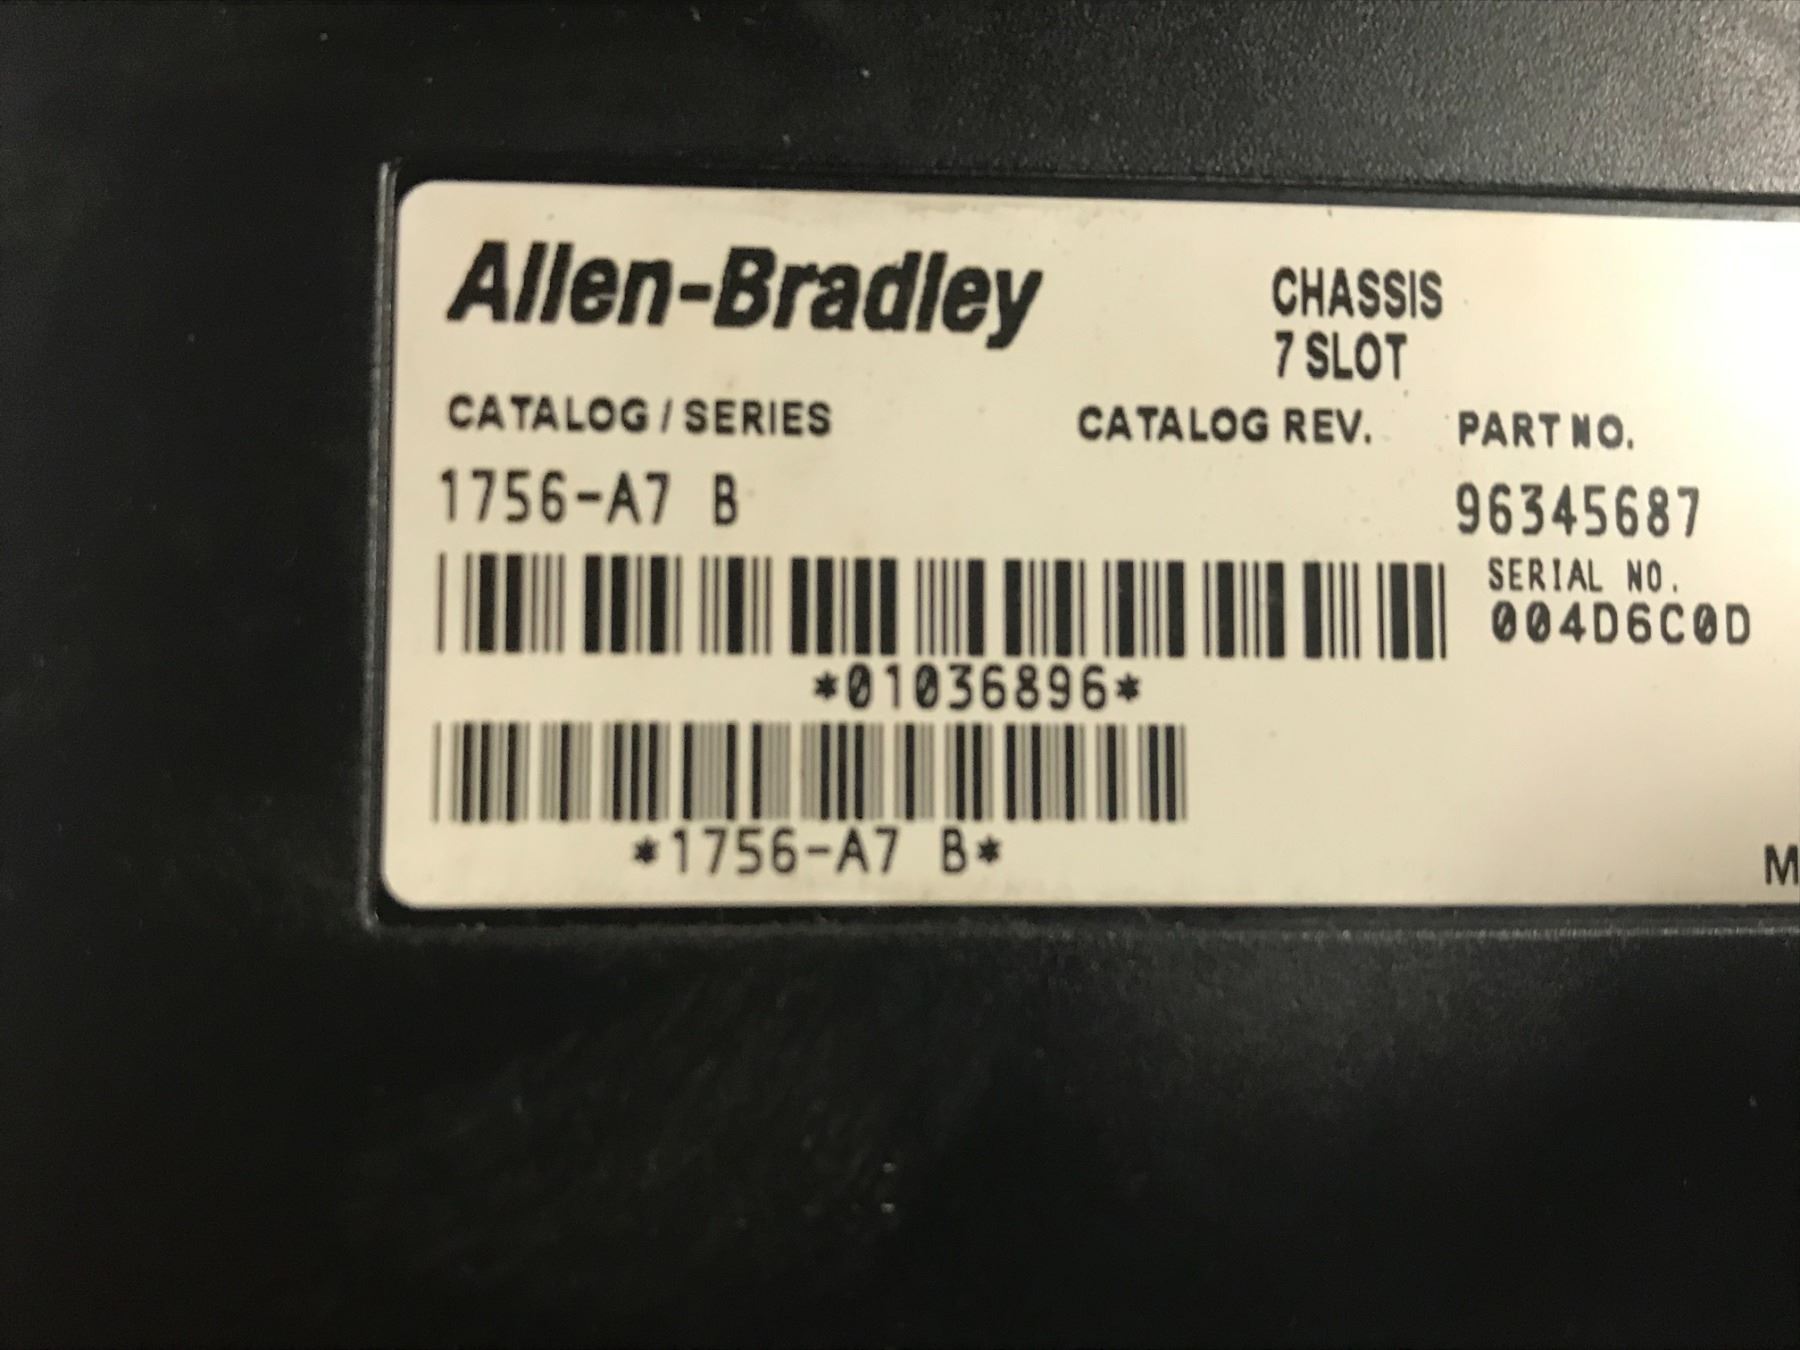 Allen-Bradley
CHASSIS
7 SLOT
CATALOG / SERIES CATALOG REV. PART NO.
1756-A7 B 96345687
SERIAL NO.
004D6C0D
*01036896*
*1756-A7 B*
M